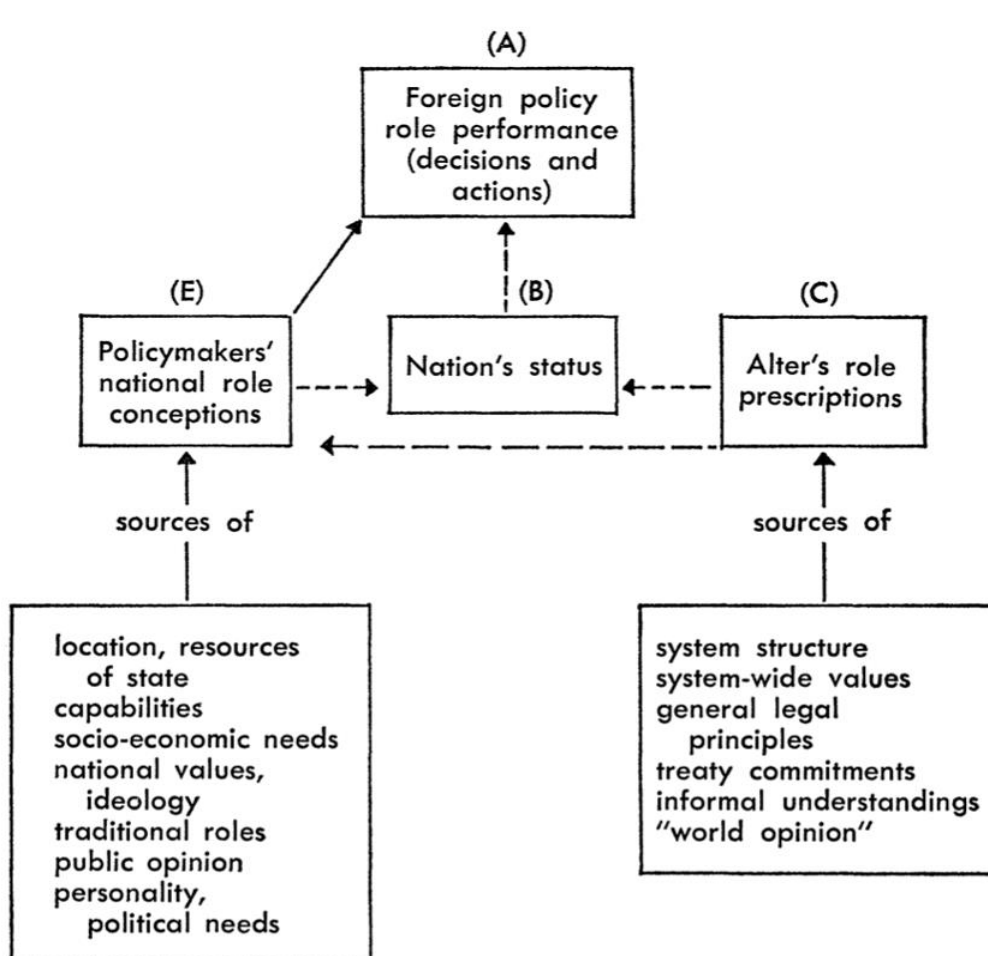 (A)
Foreign policy
role performance
(decisions and
actions)
(E)
Policymakers'
national role
conceptions
(B)
Nation's status
(C)
Alter's role
prescriptions
sources of
sources of
location, resources
of state
capabilities
socio-economic needs
national values,
ideology
traditional roles
public opinion
personality,
political needs
system structure
system-wide values
general legal
principles
treaty commitments
informal understandings
"world opinion"